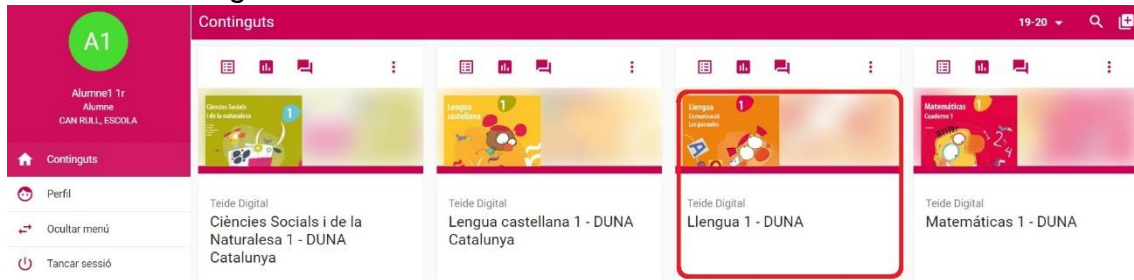 A1
Alumne1 1r
Alumne
CAN RULL, ESCOLA
Continguts
Perfil
Ocultar menú
Tancar sessió
Continguts
19-20
Ciències Socials
i de la naturalesa
1
Teide Digital
Ciències Socials i de la
Naturalesa 1 - DUNA
Catalunya
Lengua
castellana
1
Teide Digital
Lengua castellana 1 - DUNA
Catalunya
Llengua
Comunicació
Les paraules
1
A
Teide Digital
Llengua 1 - DUNA
Matemáticas
Cuaderno 1
1
2
4
Teide Digital
Matemáticas 1 - DUNA